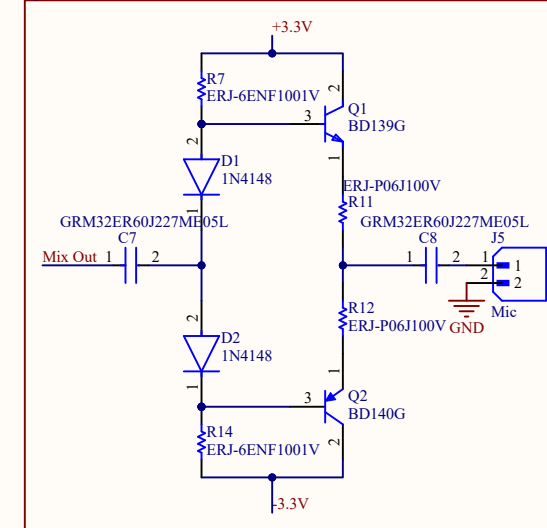 +3.3V
R7
ERJ-6ENF1001V
2
Q1
3
BD139G
2
D1
1N4148
1
ERJ-P06J100V
1
R11
GRM32ER60J227ME05L
GRM32ER60J227ME05L
C7
C8
J5
Mix Out 1 2
1 2 1 1
2 2
R12
ERJ-P06J100V
GND
Mic
2
D2
1N4148
1
1
Q2
3
BD140G
2
R14
ERJ-6ENF1001V
-3.3V